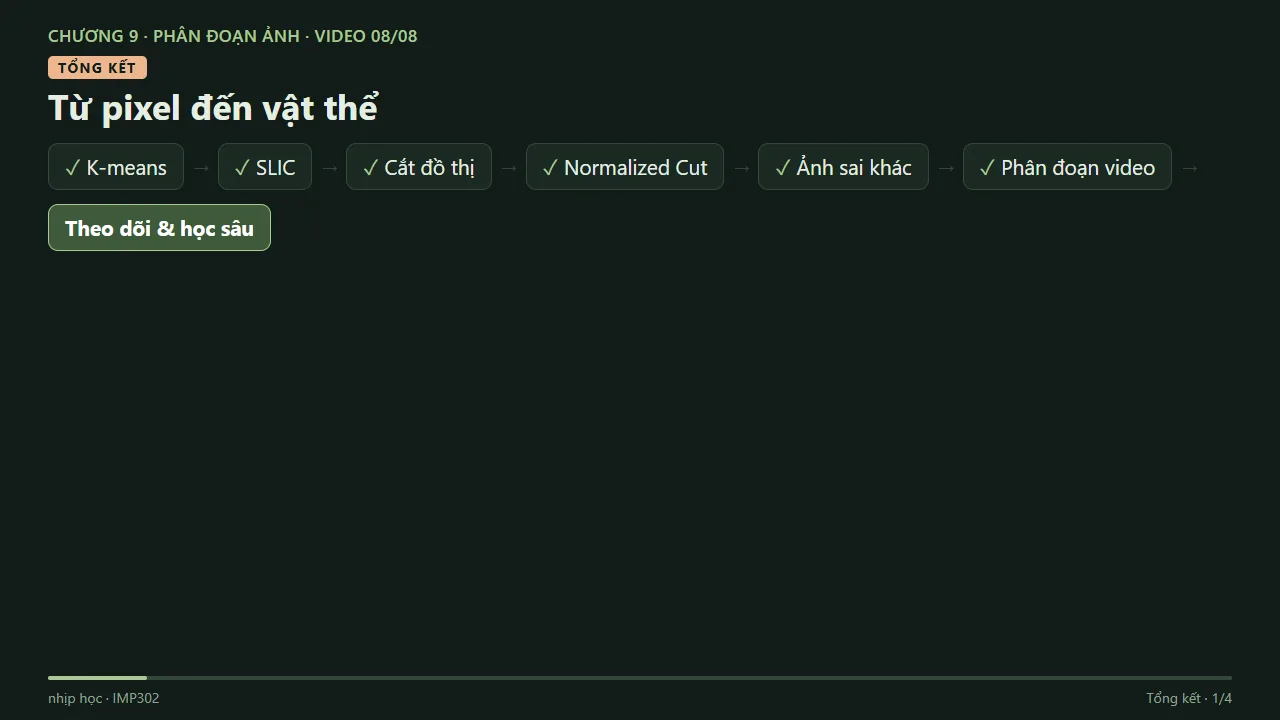 CHƯƠNG 9 · PHÂN ĐOẠN ẢNH · VIDEO 08/08
TỔNG KẾT
Từ pixel đến vật thể
✓ K-means → ✓ SLIC → ✓ Cắt đồ thị → ✓ Normalized Cut → ✓ Ảnh sai khác → ✓ Phân đoạn video →
Theo dõi & học sâu
nhịp học · IMP302
Tổng kết · 1/4